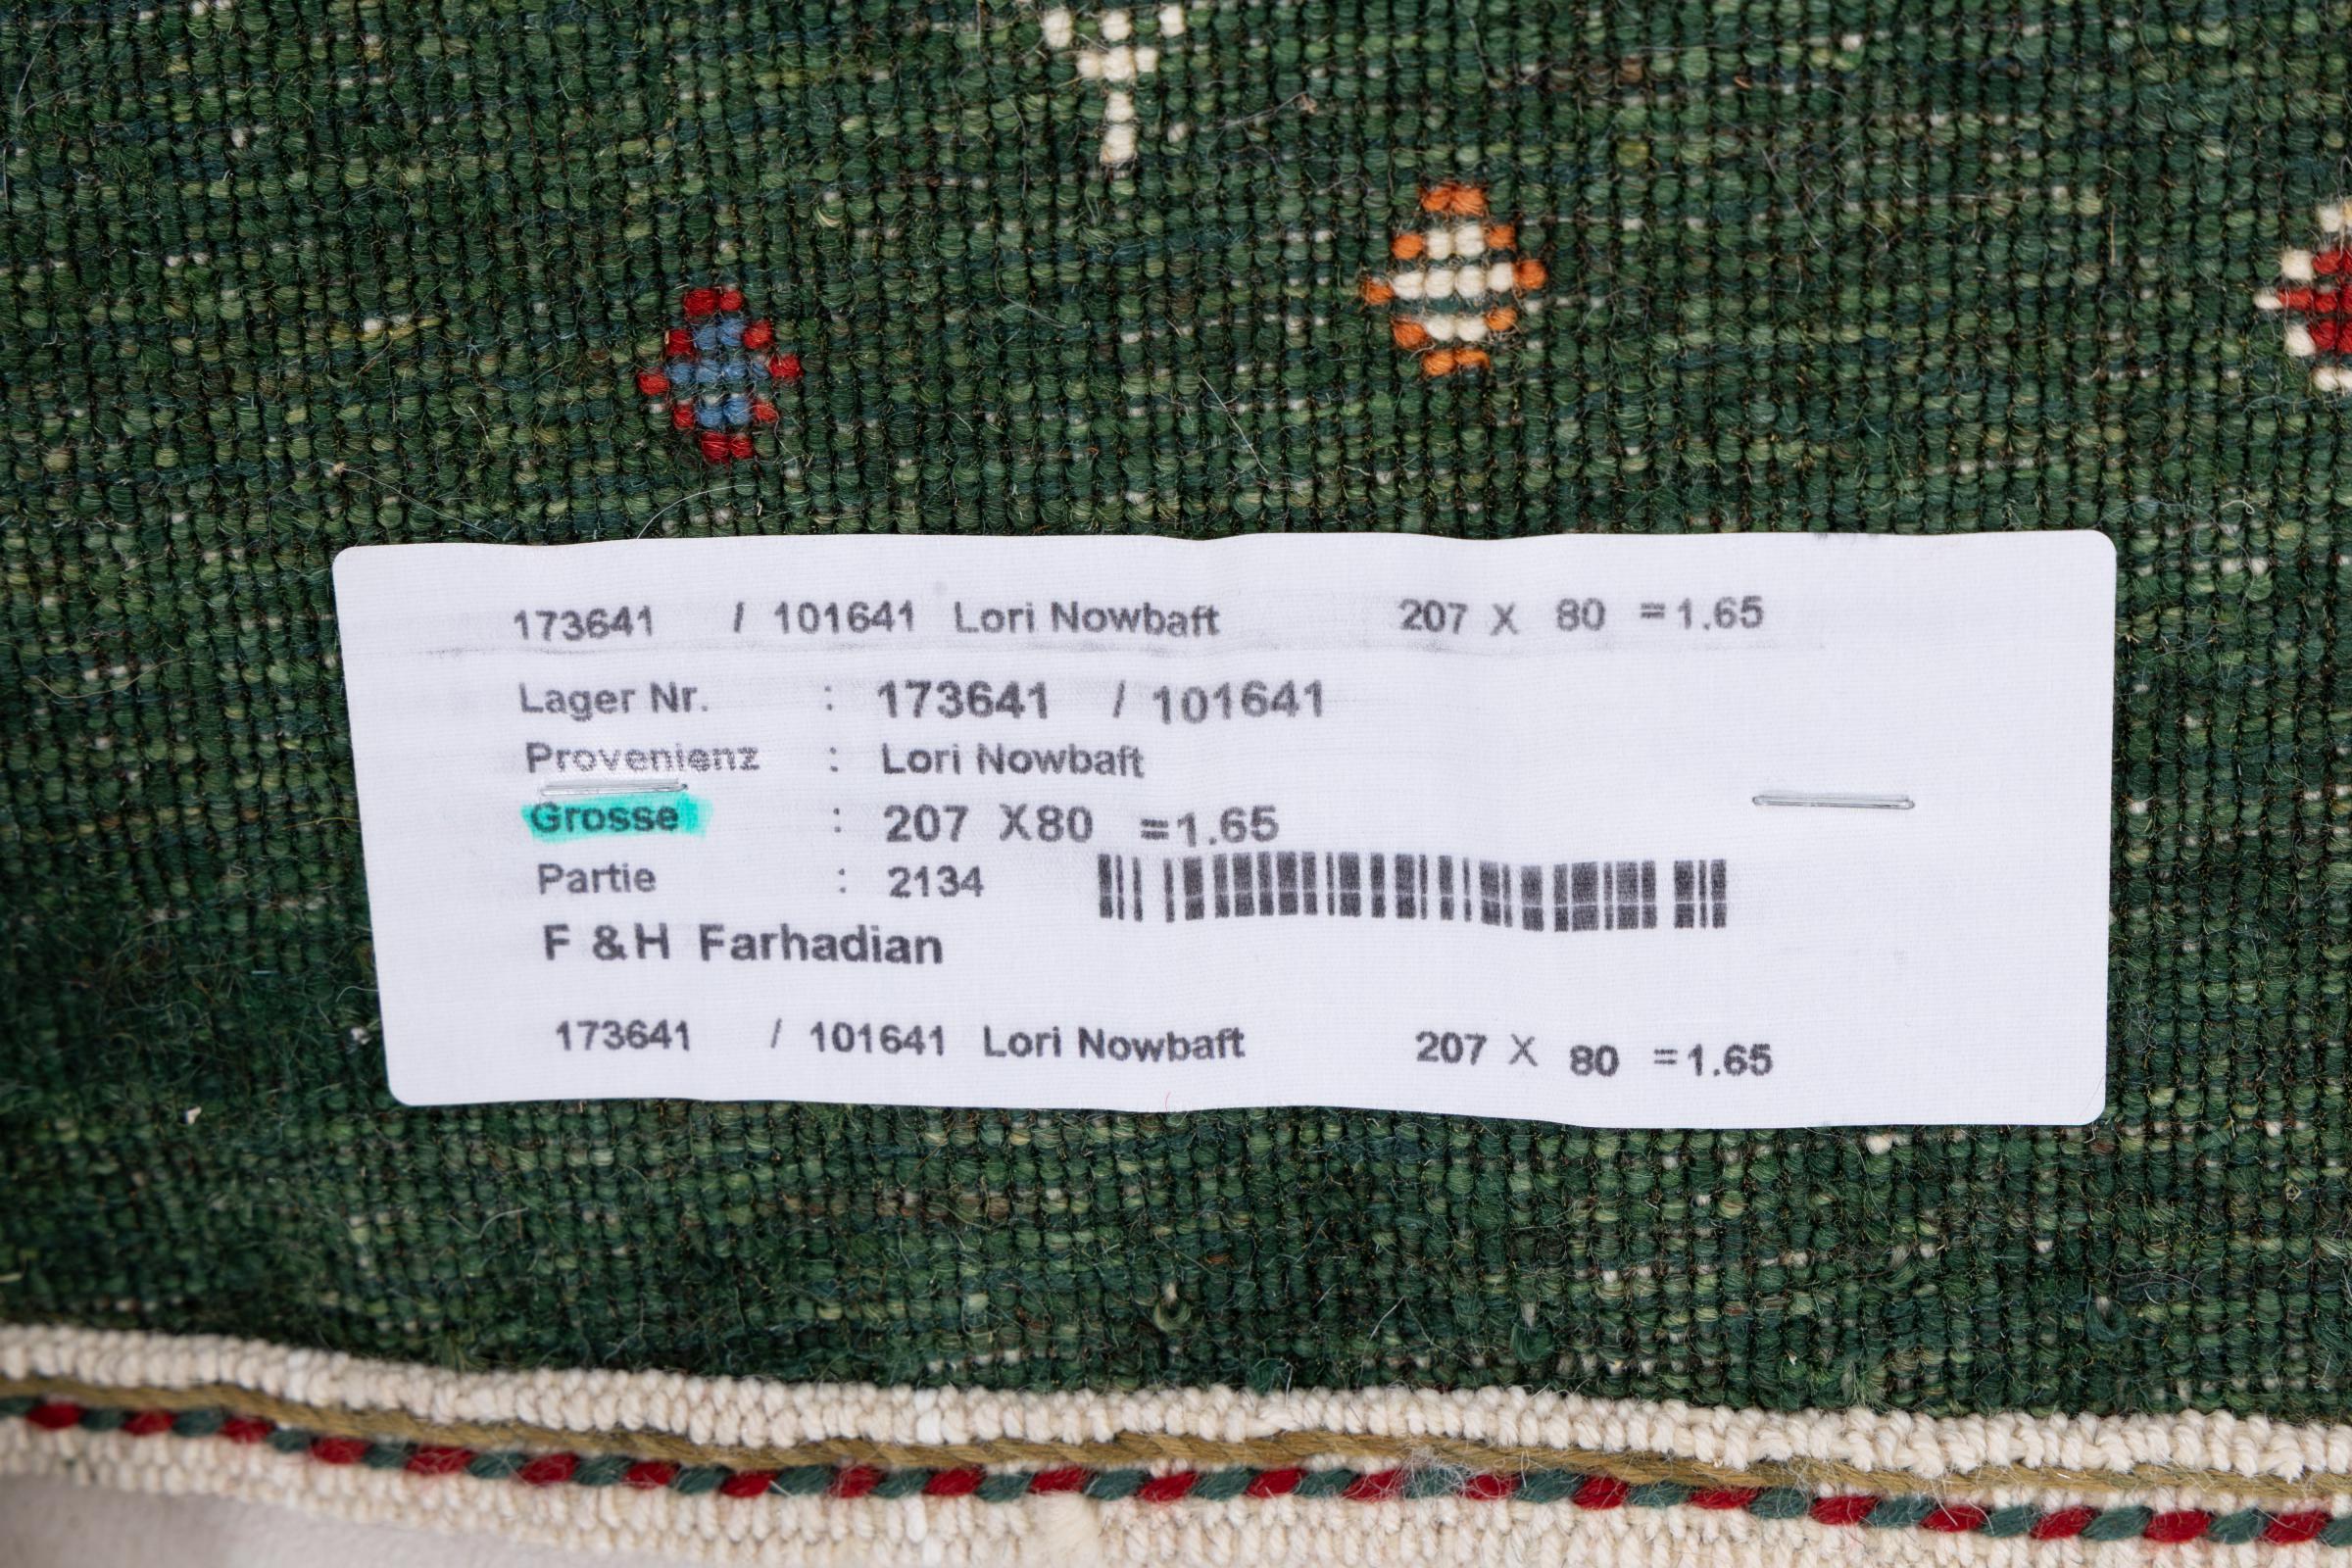 173641 / 101641 Lori Nowbaft 207 X 80 =1.65
Lager Nr. : 173641 / 101641
Provenienz : Lori Nowbaft
Grosse : 207 X80 =1.65
Partie : 2134
F &H Farhadian
173641 / 101641 Lori Nowbaft 207 X 80 =1.65